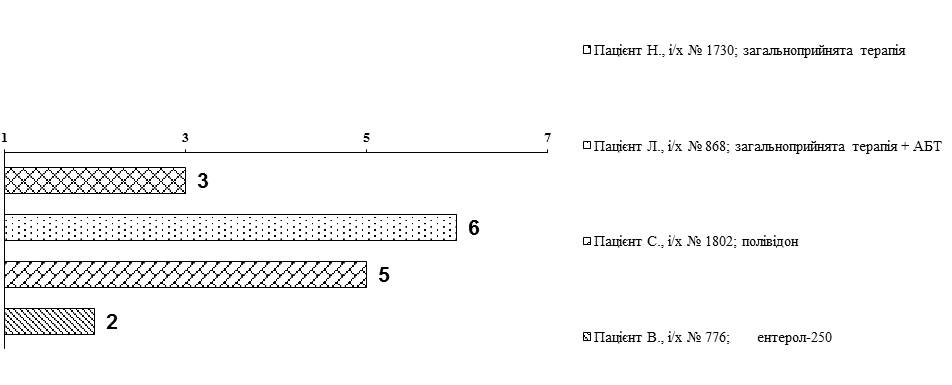 1 3 5 7
3
6
5
2
Пацієнт Н., і/х № 1730; загальноприйнята терапія
Пацієнт Л., і/х № 868; загальноприйнята терапія + АБТ
Пацієнт С., і/х № 1802; полівідон
Пацієнт В., і/х № 776; ентерол-250